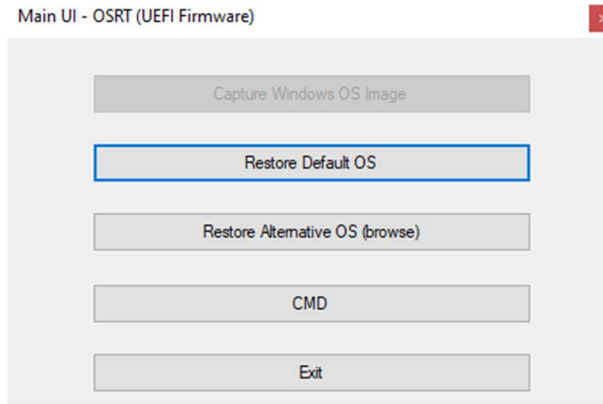 Main UI - OSRT (UEFI Firmware)
Capture Windows OS Image
Restore Default OS
Restore Alternative OS (browse)
CMD
Exit